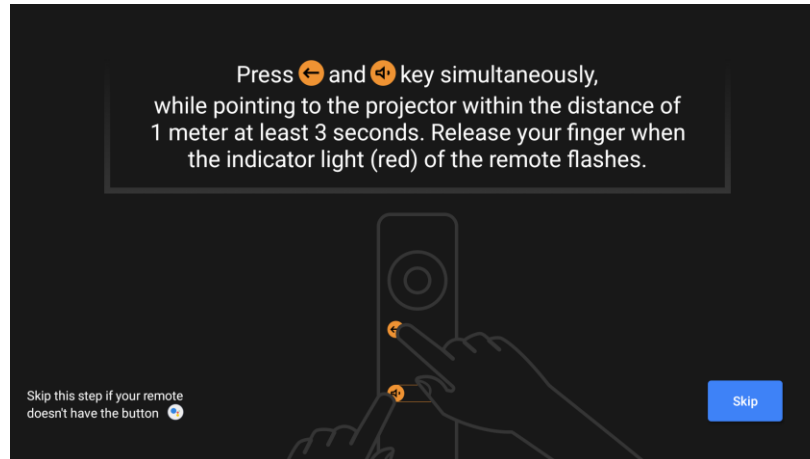 Press and key simultaneously,
while pointing to the projector within the distance of
1 meter at least 3 seconds. Release your finger when
the indicator light (red) of the remote flashes.
Skip this step if your remote
doesn't have the button
Skip